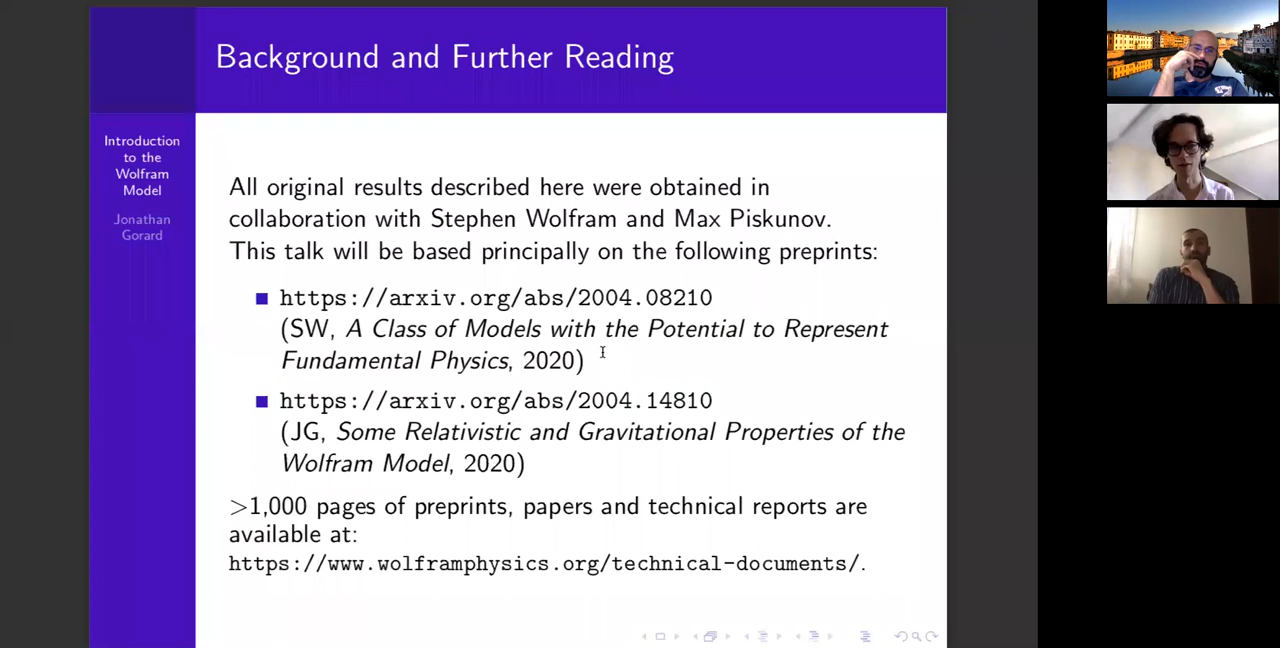 Background and Further Reading
Introduction
to the
Wolfram
Model
Jonathan
Gorard
All original results described here were obtained in
collaboration with Stephen Wolfram and Max Piskunov.
This talk will be based principally on the following preprints:
https://arxiv.org/abs/2004.08210
(SW, A Class of Models with the Potential to Represent
Fundamental Physics, 2020)
https://arxiv.org/abs/2004.14810
(JG, Some Relativistic and Gravitational Properties of the
Wolfram Model, 2020)
>1,000 pages of preprints, papers and technical reports are
available at:
https://www.wolframphysics.org/technical-documents/.